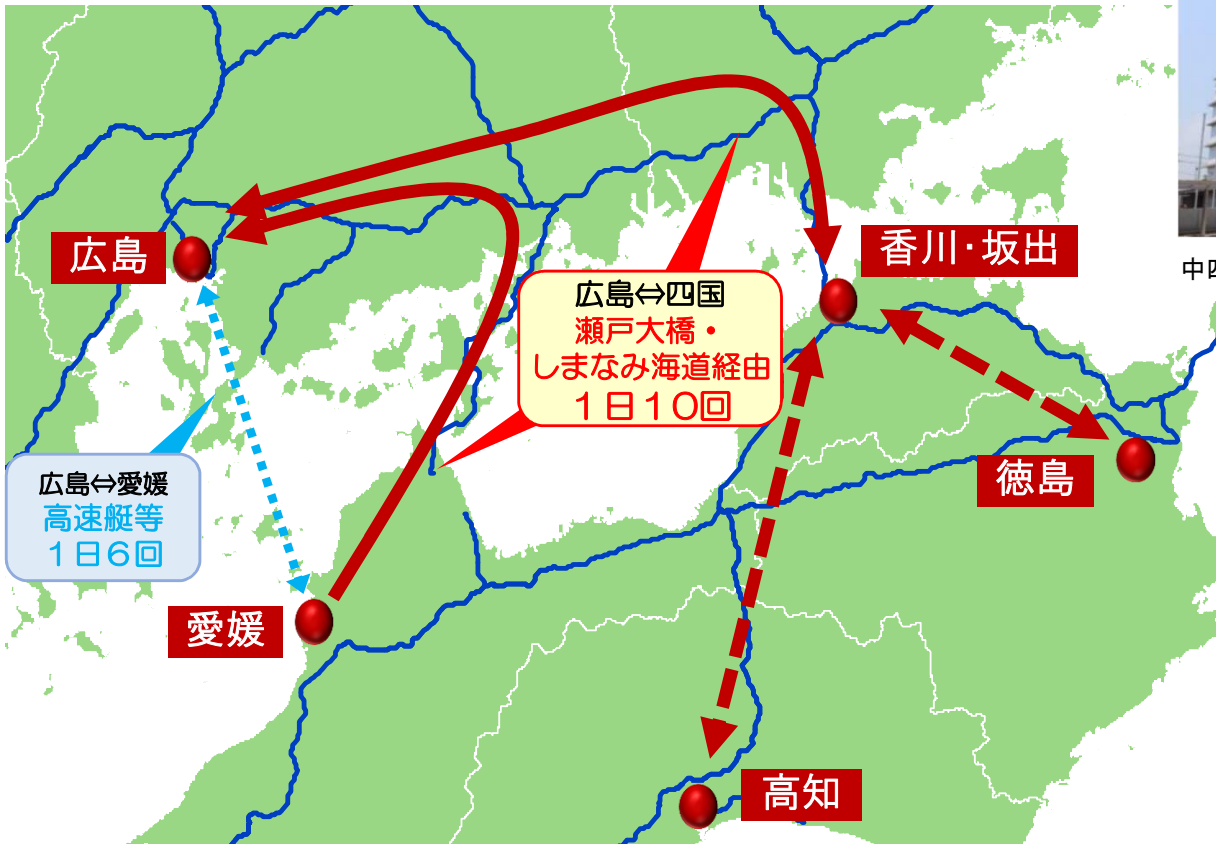 広島
香川・坂出
中四
広島⇔四国
瀬戸大橋・
しまなみ海道経由
1日10回
徳島
広島⇔愛媛
高速艇等
1日6回
愛媛
高知